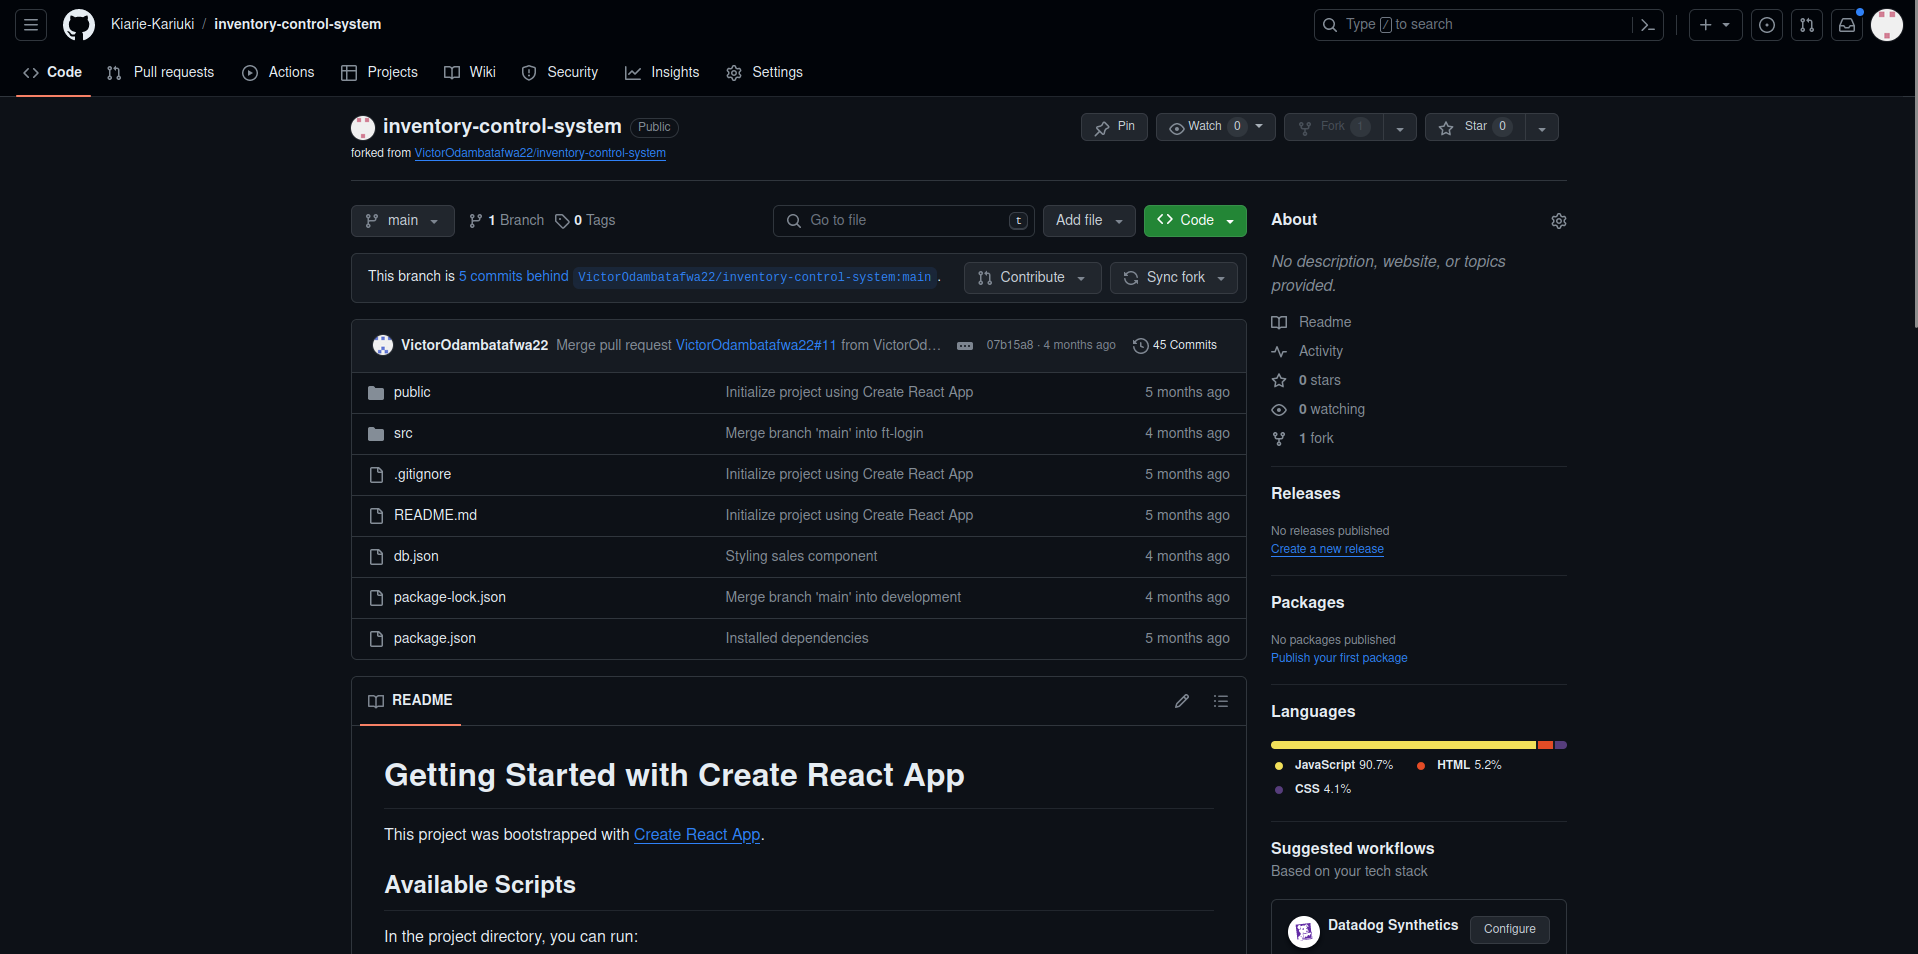 Kiarie-Kariuki / inventory-control-system
Type / to search
Code Pull requests Actions Projects Wiki Security Insights Settings
inventory-control-system Public
Pin Watch 0 Fork 1 Star 0
forked from VictorOdambatafwa22/inventory-control-system
main 1 Branch 0 Tags Go to file t Add file Code
This branch is 5 commits behind VictorOdambatafwa22/inventory-control-system:main .
Contribute Sync fork
VictorOdambatafwa22 Merge pull request VictorOdambatafwa22#11 from VictorOd… 07b15a8 · 4 months ago 45 Commits
public Initialize project using Create React App 5 months ago
src Merge branch 'main' into ft-login 4 months ago
.gitignore Initialize project using Create React App 5 months ago
README.md Initialize project using Create React App 5 months ago
db.json Styling sales component 4 months ago
package-lock.json Merge branch 'main' into development 4 months ago
package.json Installed dependencies 5 months ago
README
Getting Started with Create React App
This project was bootstrapped with Create React App.
Available Scripts
In the project directory, you can run:
About
No description, website, or topics
provided.
Readme
Activity
0 stars
0 watching
1 fork
Releases
No releases published
Create a new release
Packages
No packages published
Publish your first package
Languages
JavaScript 90.7% HTML 5.2%
CSS 4.1%
Suggested workflows
Based on your tech stack
Datadog Synthetics Configure